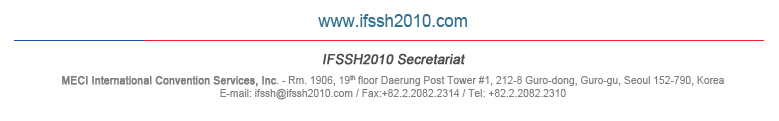 www.ifssh2010.com
IFSSH2010 Secretariat
MECI International Convention Services, Inc. - Rm. 1906, 19th floor Daerung Post Tower #1, 212-8 Guro-dong, Guro-gu, Seoul 152-790, Korea
E-mail: ifssh@ifssh2010.com / Fax:+82.2.2082.2314 / Tel: +82.2.2082.2310